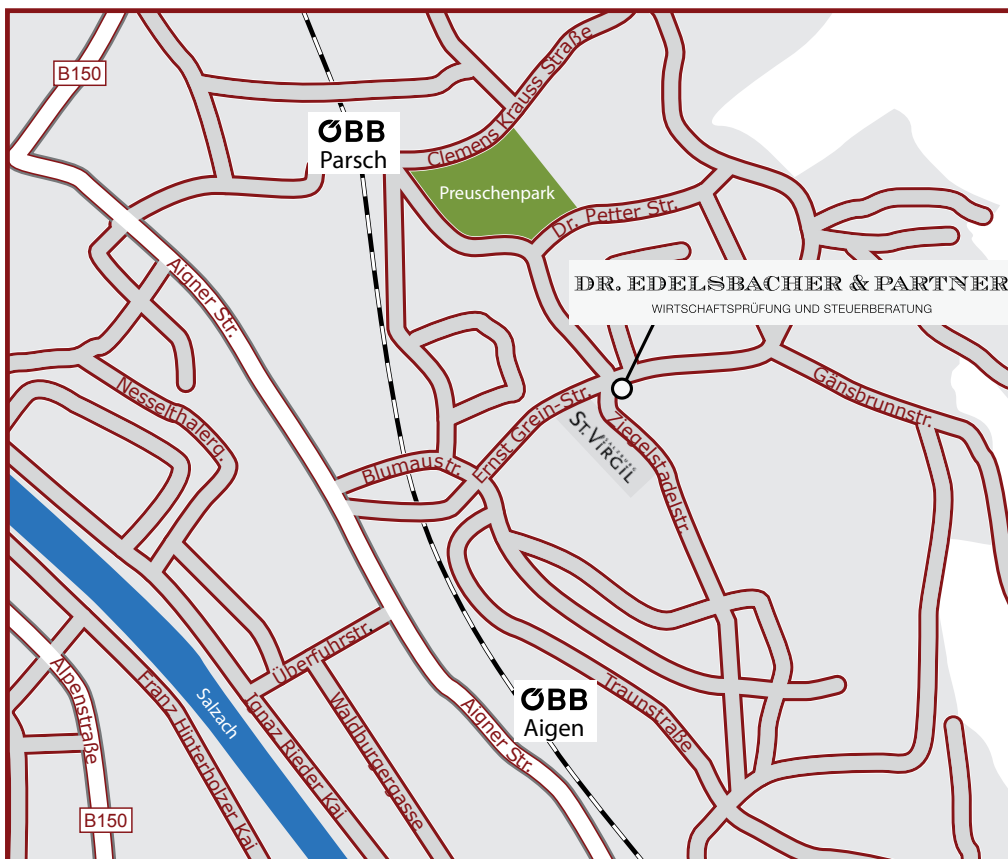 B150
ÖBB
Parsch
Clemens Krauss Straße
Preuschenpark
Dr. Petter Str.
Aigner Str.
DR. EDELSBACHER & PARTNER
WIRTSCHAFTSPRÜFUNG UND STEUERBERATUNG
Nesselthalerg.
Gänsbrunnstr.
Ernst Grein-Str.
ST. VIRGIL
Ziegelstadelstr.
Blumaustr.
Überfuhrstr.
Alpenstraße
Franz Hinterholzer Kai
Salzach
Ignaz Rieder Kai
Waldburgergasse
Aigner Str.
ÖBB
Aigen
Traunstraße
B150